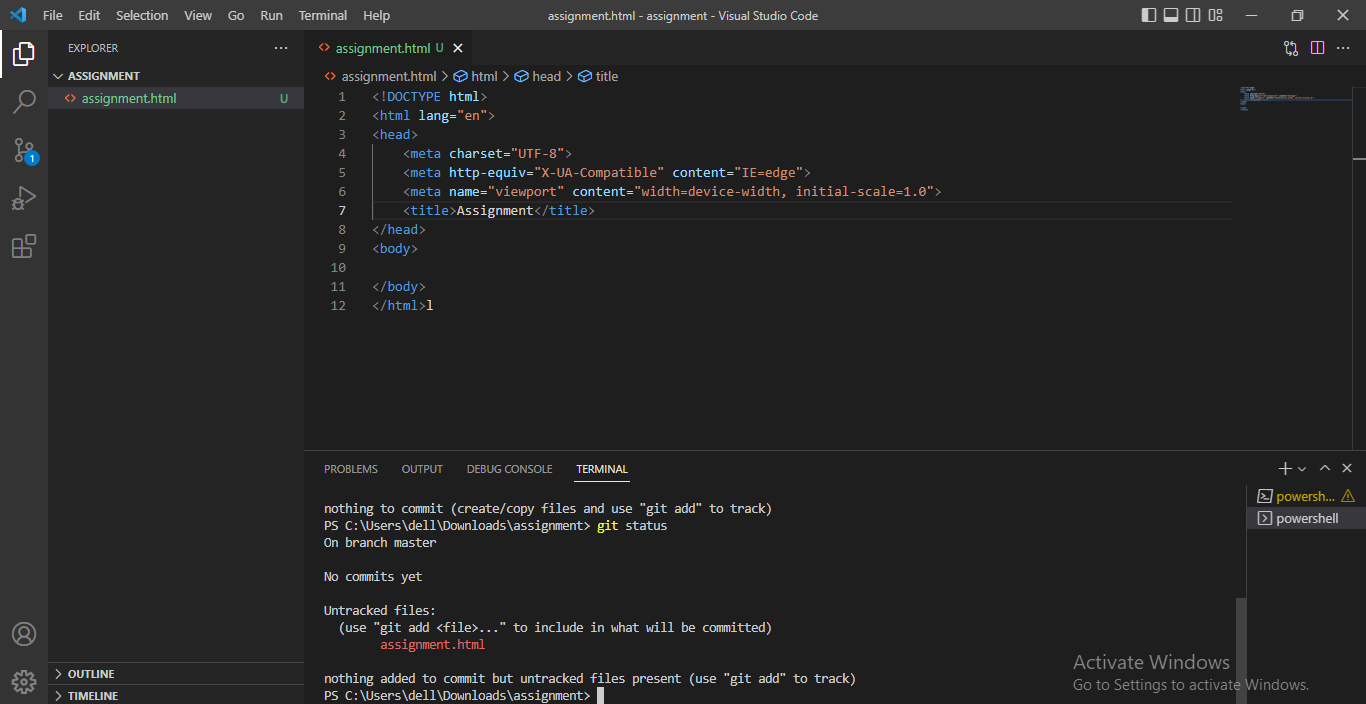 File Edit Selection View Go Run Terminal Help assignment.html - assignment - Visual Studio Code
EXPLORER
ASSIGNMENT
assignment.html U
1
OUTLINE
TIMELINE
assignment.html U
assignment.html > html > head > title
1 <!DOCTYPE html>
2 <html lang="en">
3 <head>
4 <meta charset="UTF-8">
5 <meta http-equiv="X-UA-Compatible" content="IE=edge">
6 <meta name="viewport" content="width=device-width, initial-scale=1.0">
7 <title>Assignment</title>
8 </head>
9 <body>
10
11 </body>
12 </html>l
PROBLEMS OUTPUT DEBUG CONSOLE TERMINAL
nothing to commit (create/copy files and use "git add" to track)
PS C:\Users\dell\Downloads\assignment> git status
On branch master
No commits yet
Untracked files:
(use "git add <file>..." to include in what will be committed)
assignment.html
nothing added to commit but untracked files present (use "git add" to track)
PS C:\Users\dell\Downloads\assignment>
powersh...
powershell
Activate Windows
Go to Settings to activate Windows.